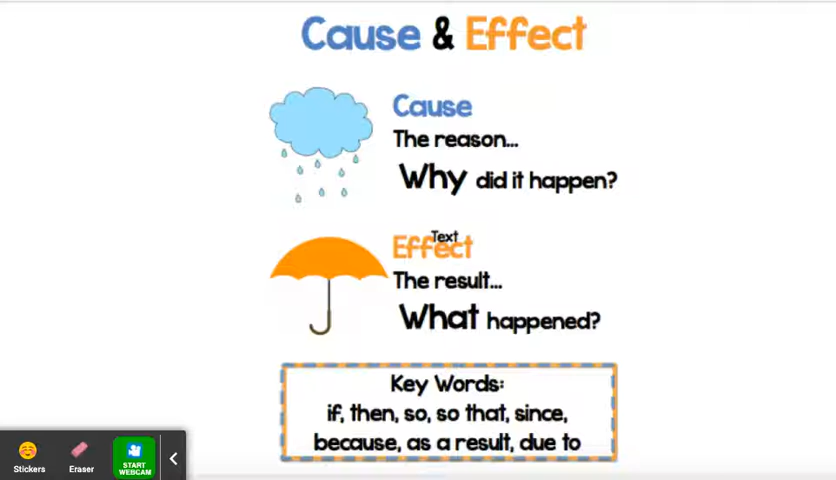 Cause & Effect
Cause
The reason...
Why did it happen?
Text
Effect
The result...
What happened?
Key Words:
if, then, so, so that, since,
because, as a result, due to
Stickers
Eraser
START
WEBCAM